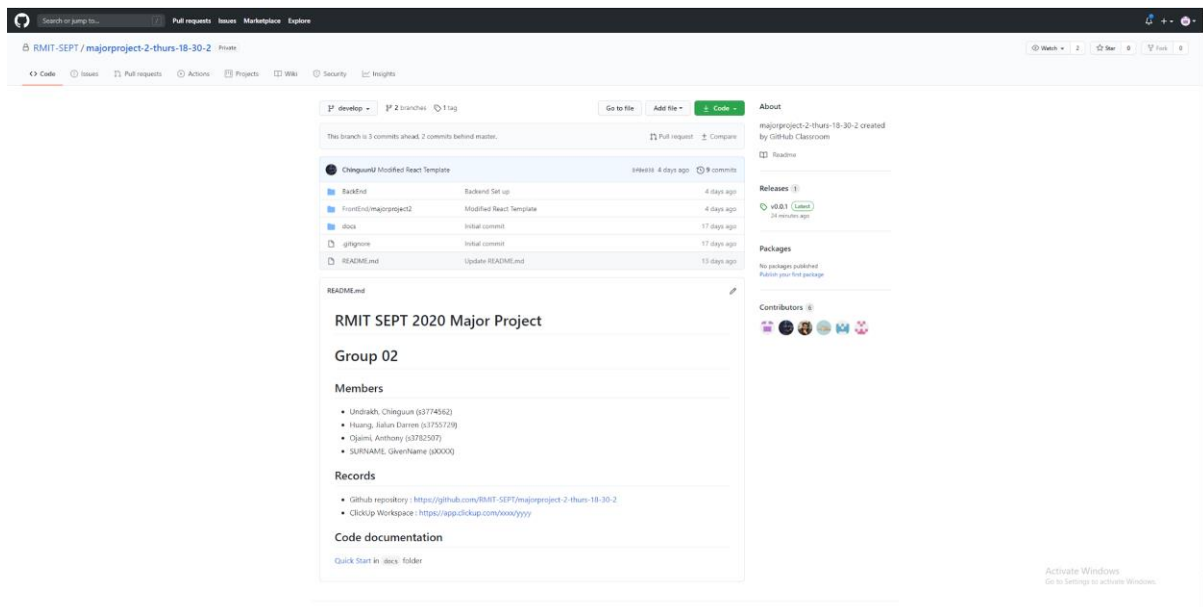 Search or jump to... / Pull requests Issues Marketplace Explore
RMIT-SEPT / majorproject-2-thurs-18-30-2 Private
Watch 2 Star 0 Fork 0
Code Issues Pull requests Actions Projects Wiki Security Insights
develop 2 branches 1 tag Go to file Add file Code
This branch is 3 commits ahead, 2 commits behind master. Pull request Compare
ChinguunU Modified React Template 4 days ago 9 commits
BackEnd Backend Set up 4 days ago
FrontEnd/majorproject2 Modified React Template 4 days ago
docs Initial commit 17 days ago
.gitignore Initial commit 17 days ago
README.md Update README.md 13 days ago
README.md
RMIT SEPT 2020 Major Project
Group 02
Members
Undrakh, Chinguun (s3774562)
Huang, Jialun Darren (s3755729)
Ojaimi, Anthony (s3782507)
SURNAME, GivenName (sXXXX)
Records
Github repository : https://github.com/RMIT-SEPT/majorproject-2-thurs-18-30-2
ClickUp Workspace : https://app.clickup.com/xxxx/yyyy
Code documentation
Quick Start in docs folder
About
majorproject-2-thurs-18-30-2 created
by GitHub Classroom
Readme
Releases 1
v0.0.1 Latest
24 minutes ago
Packages
No packages published
Publish your first package
Contributors 6
Activate Windows
Go to Settings to activate Windows.